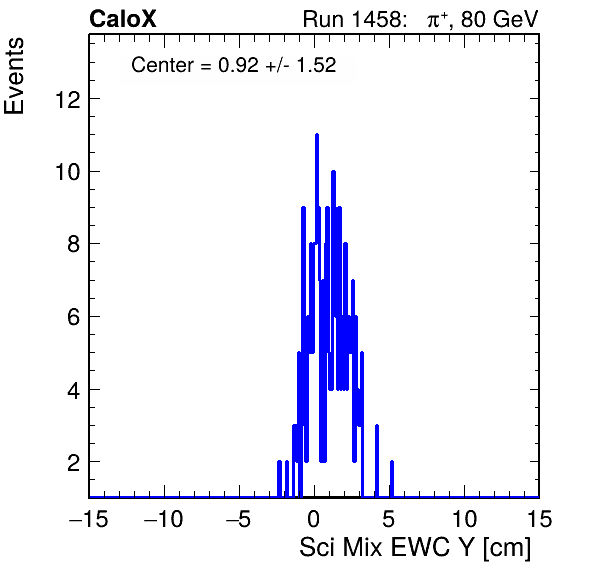 CaloX Run 1458: π+, 80 GeV
Center = 0.92 +/- 1.52
Events
12
10
8
6
4
2
−15 −10 −5 0 5 10 15
Sci Mix EWC Y [cm]